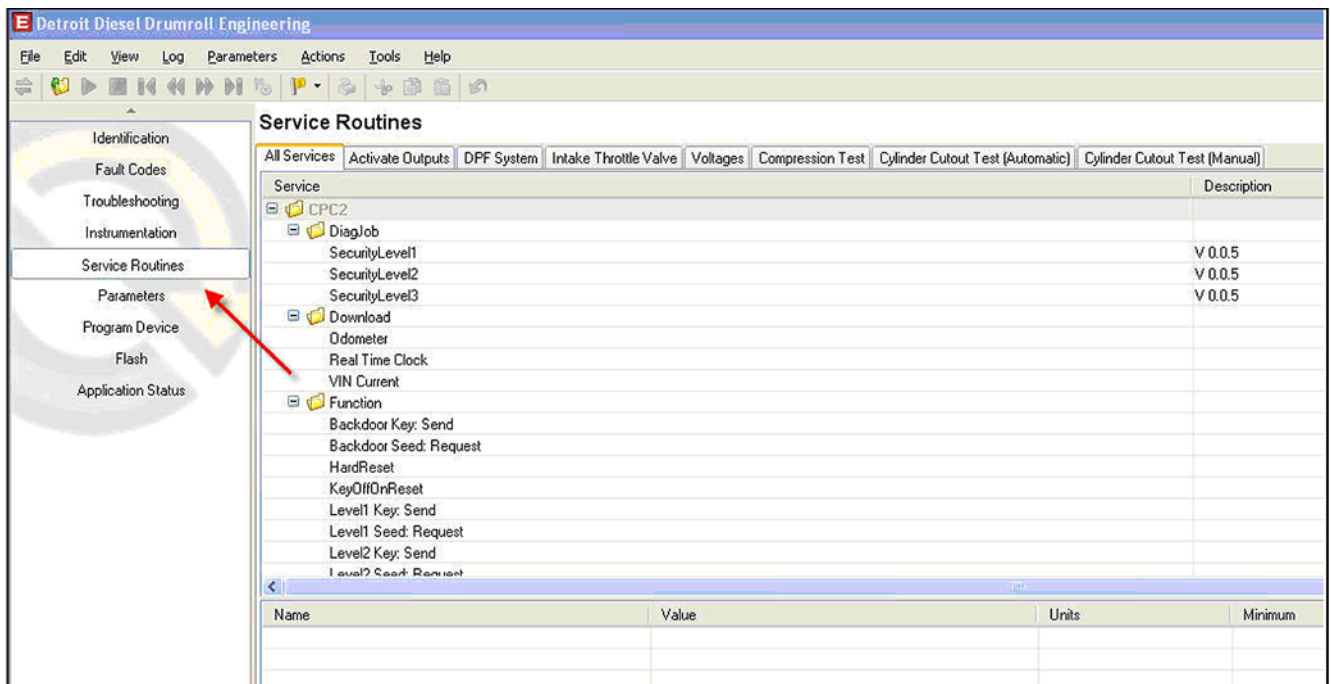 E Detroit Diesel Drumroll Engineering
File Edit View Log Parameters Actions Tools Help
Identification
Fault Codes
Troubleshooting
Instrumentation
Service Routines
Parameters
Program Device
Flash
Application Status
Service Routines
All Services Activate Outputs DPF System Intake Throttle Valve Voltages Compression Test Cylinder Cutout Test (Automatic) Cylinder Cutout Test (Manual)
Service Description
CPC2
DiagJob
SecurityLevel1 V 0.0.5
SecurityLevel2 V 0.0.5
SecurityLevel3 V 0.0.5
Download
Odometer
Real Time Clock
VIN Current
Function
Backdoor Key: Send
Backdoor Seed: Request
HardReset
KeyOffOnReset
Level1 Key: Send
Level1 Seed: Request
Level2 Key: Send
Level2 Seed: Request
Name Value Units Minimum